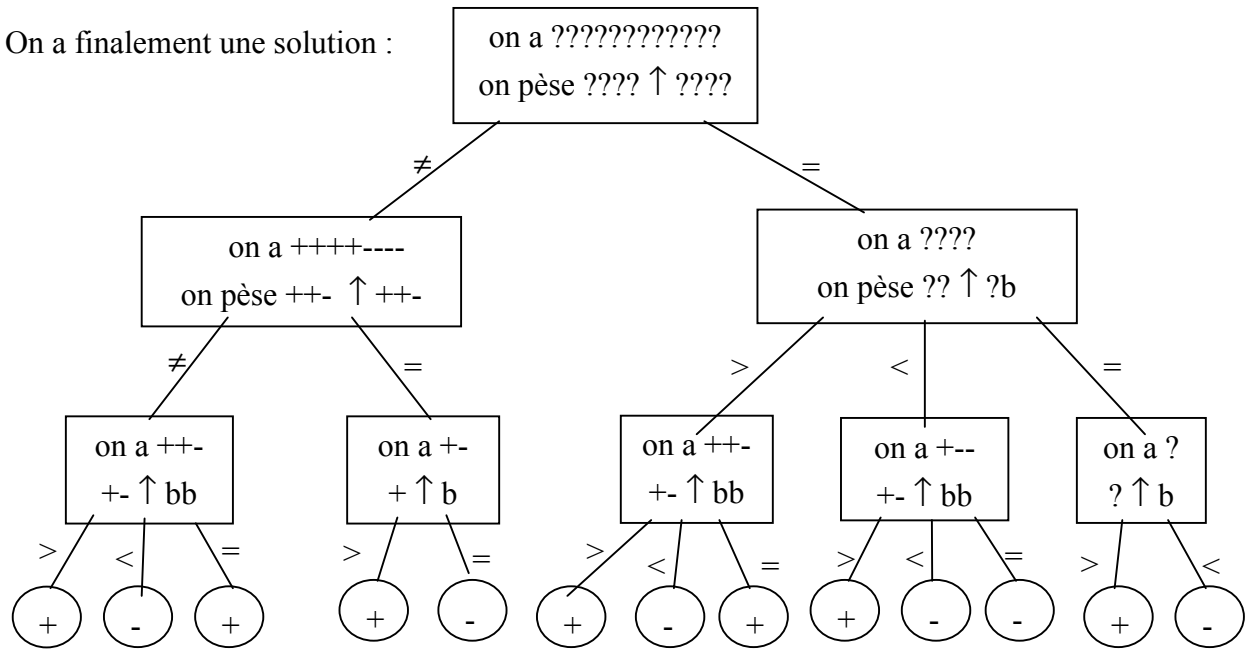 On a finalement une solution :
on a ????????????
on pèse ???? ↑ ????
≠
=
on a ++++----
on pèse ++- ↑ ++-
on a ????
on pèse ?? ↑ ?b
≠
=
>
<
=
on a ++-
+- ↑ bb
on a +-
+ ↑ b
on a ++-
+- ↑ bb
on a +--
+- ↑ bb
on a ?
? ↑ b
>
<
=
>
=
>
<
=
>
<
=
>
<
+
-
+
+
-
+
-
+
+
-
-
+
-